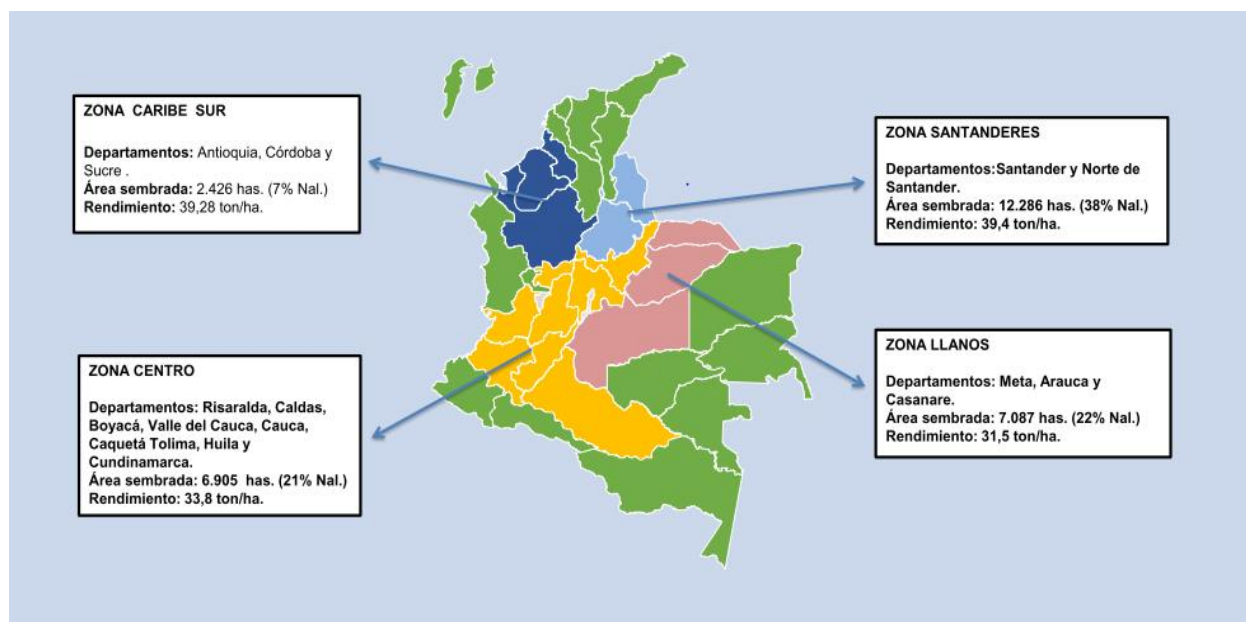 ZONA CARIBE SUR
Departamentos: Antioquia, Córdoba y
Sucre .
Área sembrada: 2.426 has. (7% Nal.)
Rendimiento: 39,28 ton/ha.
ZONA SANTANDERES
Departamentos:Santander y Norte de
Santander.
Área sembrada: 12.286 has. (38% Nal.)
Rendimiento: 39,4 ton/ha.
ZONA CENTRO
Departamentos: Risaralda, Caldas,
Boyacá, Valle del Cauca, Cauca,
Caquetá Tolima, Huila y
Cundinamarca.
Área sembrada: 6.905 has. (21% Nal.)
Rendimiento: 33,8 ton/ha.
ZONA LLANOS
Departamentos: Meta, Arauca y
Casanare.
Área sembrada: 7.087 has. (22% Nal.)
Rendimiento: 31,5 ton/ha.